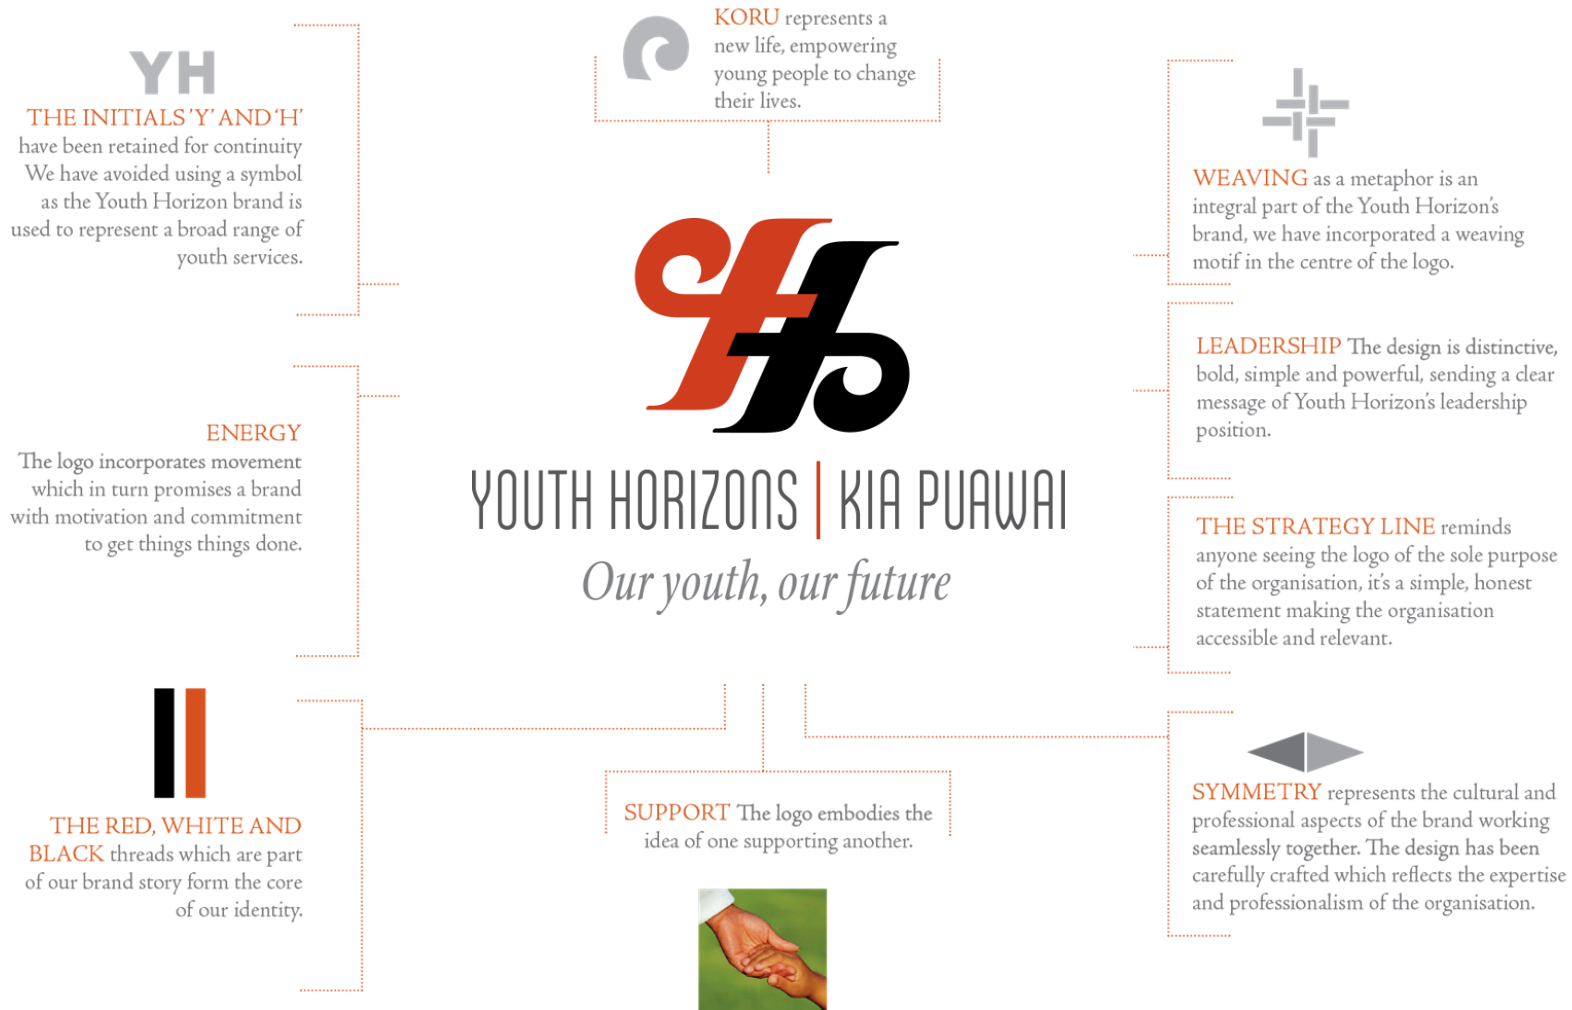 KORU represents a
new life, empowering
young people to change
their lives.
YH
THE INITIALS 'Y' AND 'H'
have been retained for continuity
We have avoided using a symbol
as the Youth Horizon brand is
used to represent a broad range of
youth services.
ENERGY
The logo incorporates movement
which in turn promises a brand
with motivation and commitment
to get things things done.
THE RED, WHITE AND
BLACK threads which are part
of our brand story form the core
of our identity.
YOUTH HORIZONS | KIA PUAWAI
Our youth, our future
SUPPORT The logo embodies the
idea of one supporting another.
WEAVING as a metaphor is an
integral part of the Youth Horizon's
brand, we have incorporated a weaving
motif in the centre of the logo.
LEADERSHIP The design is distinctive,
bold, simple and powerful, sending a clear
message of Youth Horizon's leadership
position.
THE STRATEGY LINE reminds
anyone seeing the logo of the sole purpose
of the organisation, it's a simple, honest
statement making the organisation
accessible and relevant.
SYMMETRY represents the cultural and
professional aspects of the brand working
seamlessly together. The design has been
carefully crafted which reflects the expertise
and professionalism of the organisation.